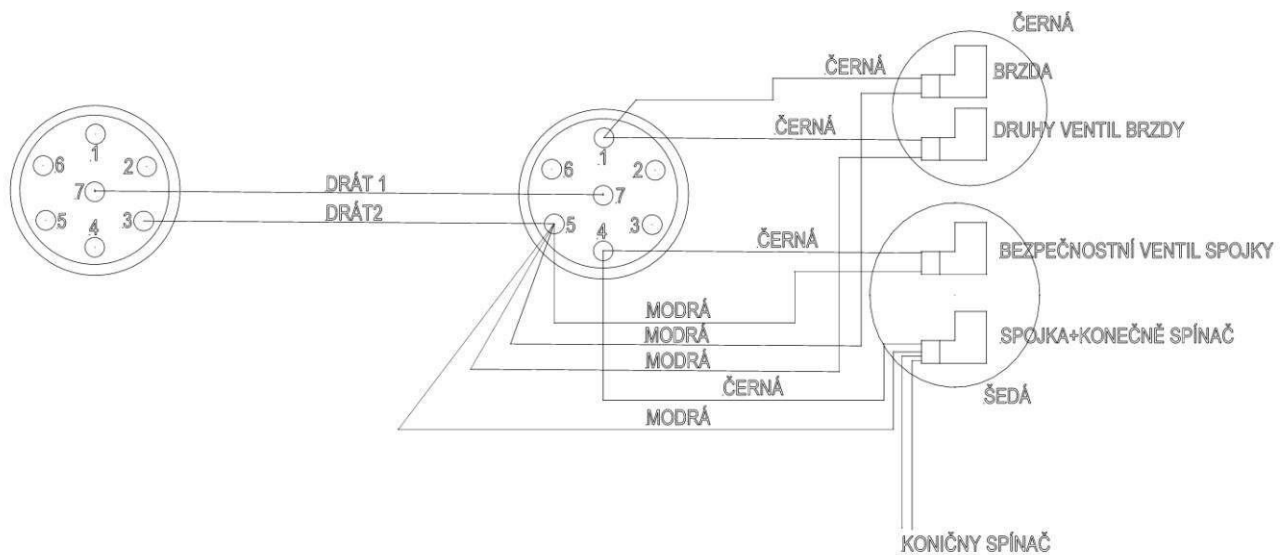 ČERNÁ
ČERNÁ
BRZDA
ČERNÁ
DRUHY VENTIL BRZDY
1
6
2
7
5
3
4
DRÁT 1
DRÁT2
1
6
2
7
5
3
4
ČERNÁ
BEZPEČNOSTNÍ VENTIL SPOJKY
MODRÁ
MODRÁ
SPOJKA+KONEČNĚ SPÍNAČ
MODRÁ
ČERNÁ
ŠEDÁ
MODRÁ
KONIČNY SPÍNAČ